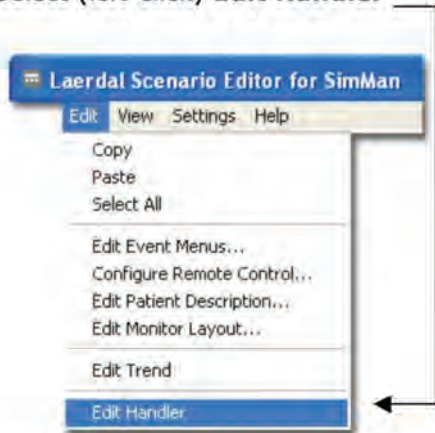 Laerdal Scenario Editor for SimMan
Edit View Settings Help
Copy
Paste
Select All
Edit Event Menus...
Configure Remote Control...
Edit Patient Description...
Edit Monitor Layout...
Edit Trend
Edit Handler